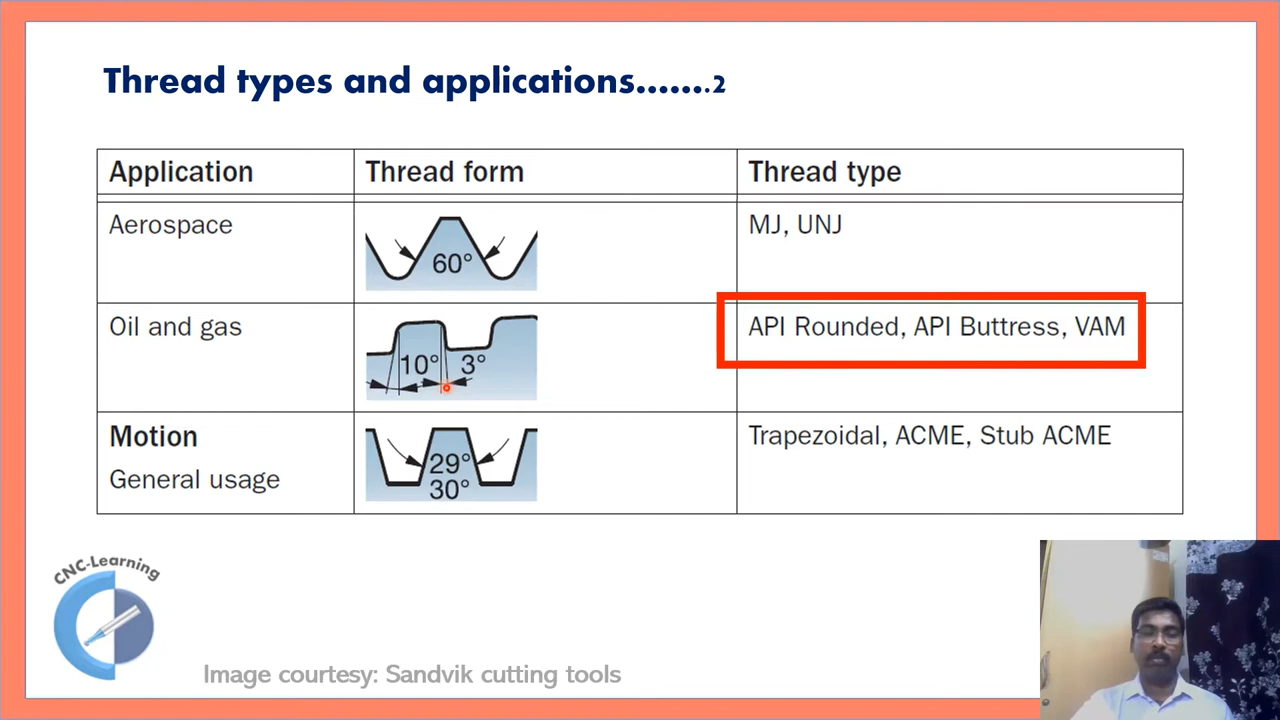 Thread types and applications.......2
Application Thread form Thread type
Aerospace 60° MJ, UNJ
Oil and gas 10° 3° API Rounded, API Buttress, VAM
Motion
General usage 29° 30° Trapezoidal, ACME, Stub ACME
CNC-Learning
Image courtesy: Sandvik cutting tools